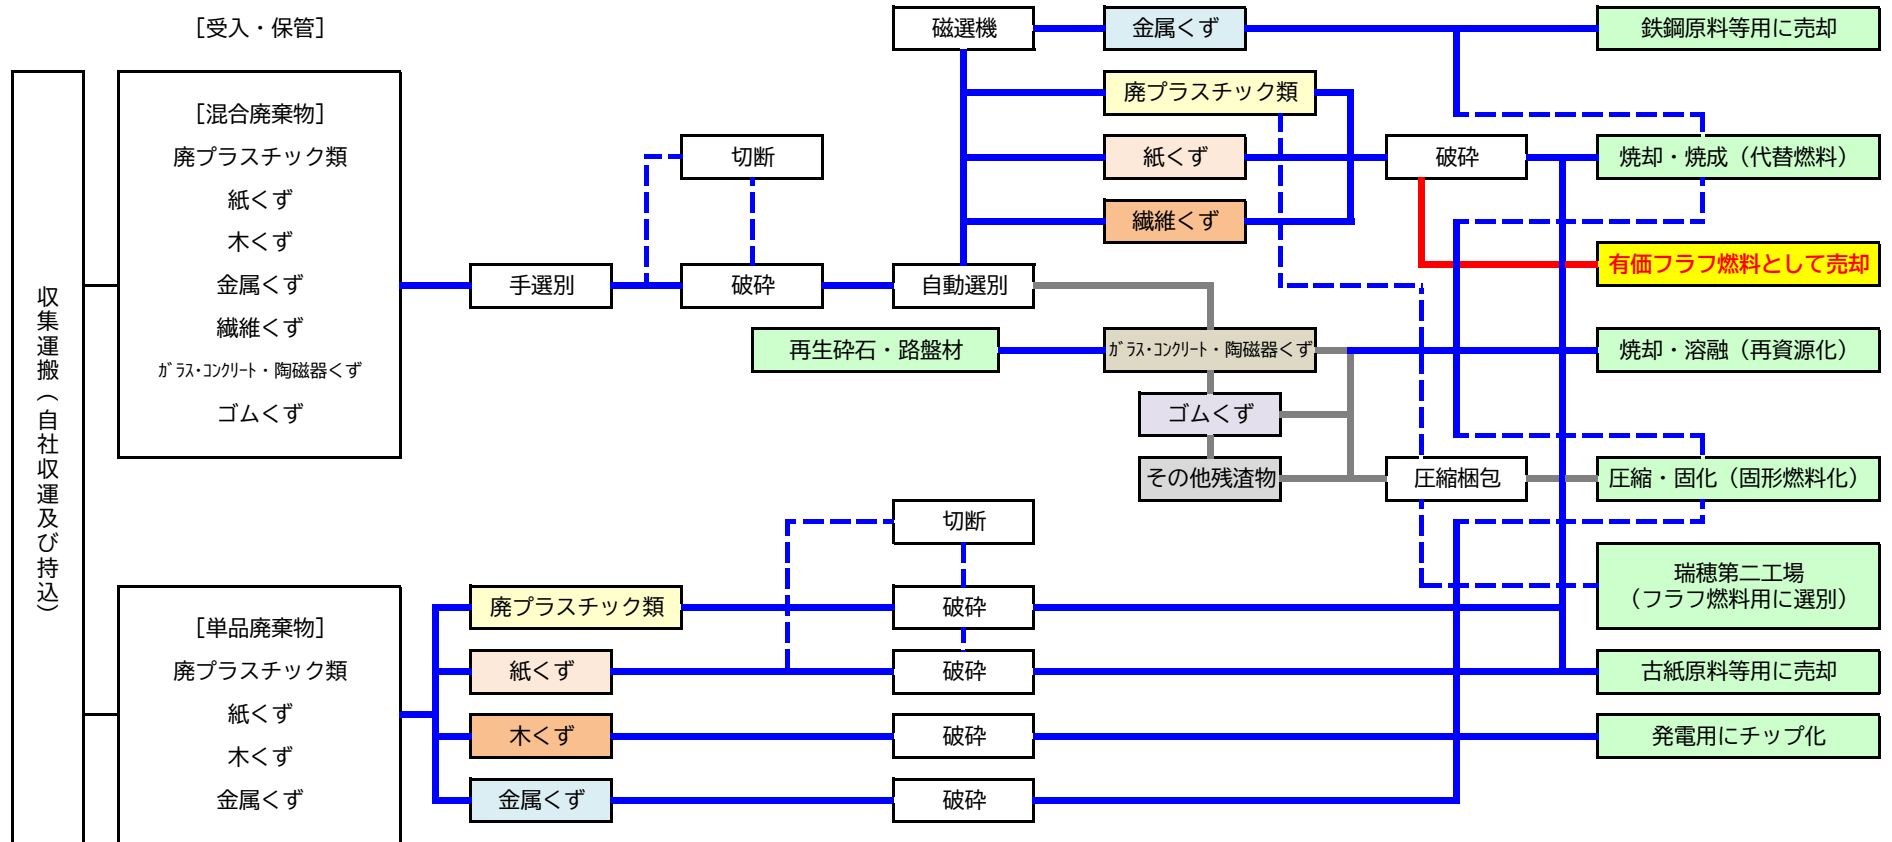 ［受入・保管］
収集運搬（自社収運及び持込）
［混合廃棄物］
廃プラスチック類
紙くず
木くず
金属くず
繊維くず
ｶﾞﾗｽ･ｺﾝｸﾘｰﾄ・陶磁器くず
ゴムくず
手選別
切断
破砕
自動選別
磁選機
金属くず
廃プラスチック類
紙くず
繊維くず
破砕
再生砕石・路盤材
ｶﾞﾗｽ･ｺﾝｸﾘｰﾄ・陶磁器くず
ゴムくず
その他残渣物
圧縮梱包
鉄鋼原料等用に売却
焼却・焼成（代替燃料）
有価フラフ燃料として売却
焼却・溶融（再資源化）
圧縮・固化（固形燃料化）
瑞穂第二工場
（フラフ燃料用に選別）
古紙原料等用に売却
発電用にチップ化
［単品廃棄物］
廃プラスチック類
紙くず
木くず
金属くず
切断
廃プラスチック類
破砕
紙くず
破砕
木くず
破砕
金属くず
破砕